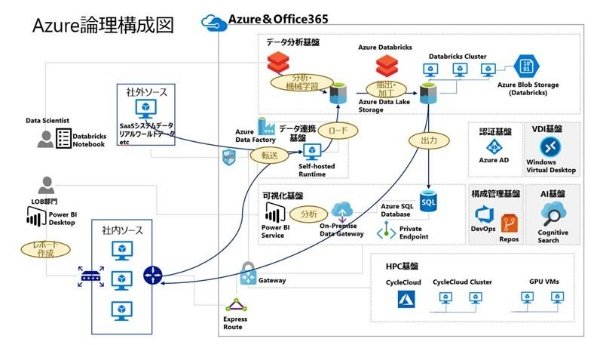 Azure論理構成図
Azure&Office365
データ分析基盤
Azure Databricks
Databricks Cluster
分析・
機械学習
抽出・
加工
Azure Data Lake
Storage
Azure Blob Storage
(Databricks)
社外ソース
SaaSシステムデータ
リアルワールドデータ
etc
Data Scientist
Databricks
Notebook
Azure
Data Factory
データ連携基盤
ロード
転送
Self-hosted
Runtime
出力
認証基盤
Azure AD
VDI基盤
Windows
Virtual Desktop
LOB部門
Power BI
Desktop
レポート
作成
社内ソース
可視化基盤
Power BI
Service
分析
On-Premise
Data Gateway
Azure SQL
Database
SQL
Private
Endpoint
構成管理基盤
DevOps
Repos
AI基盤
Cognitive
Search
Gateway
Express
Route
HPC基盤
CycleCloud
CycleCloud Cluster
GPU VMs